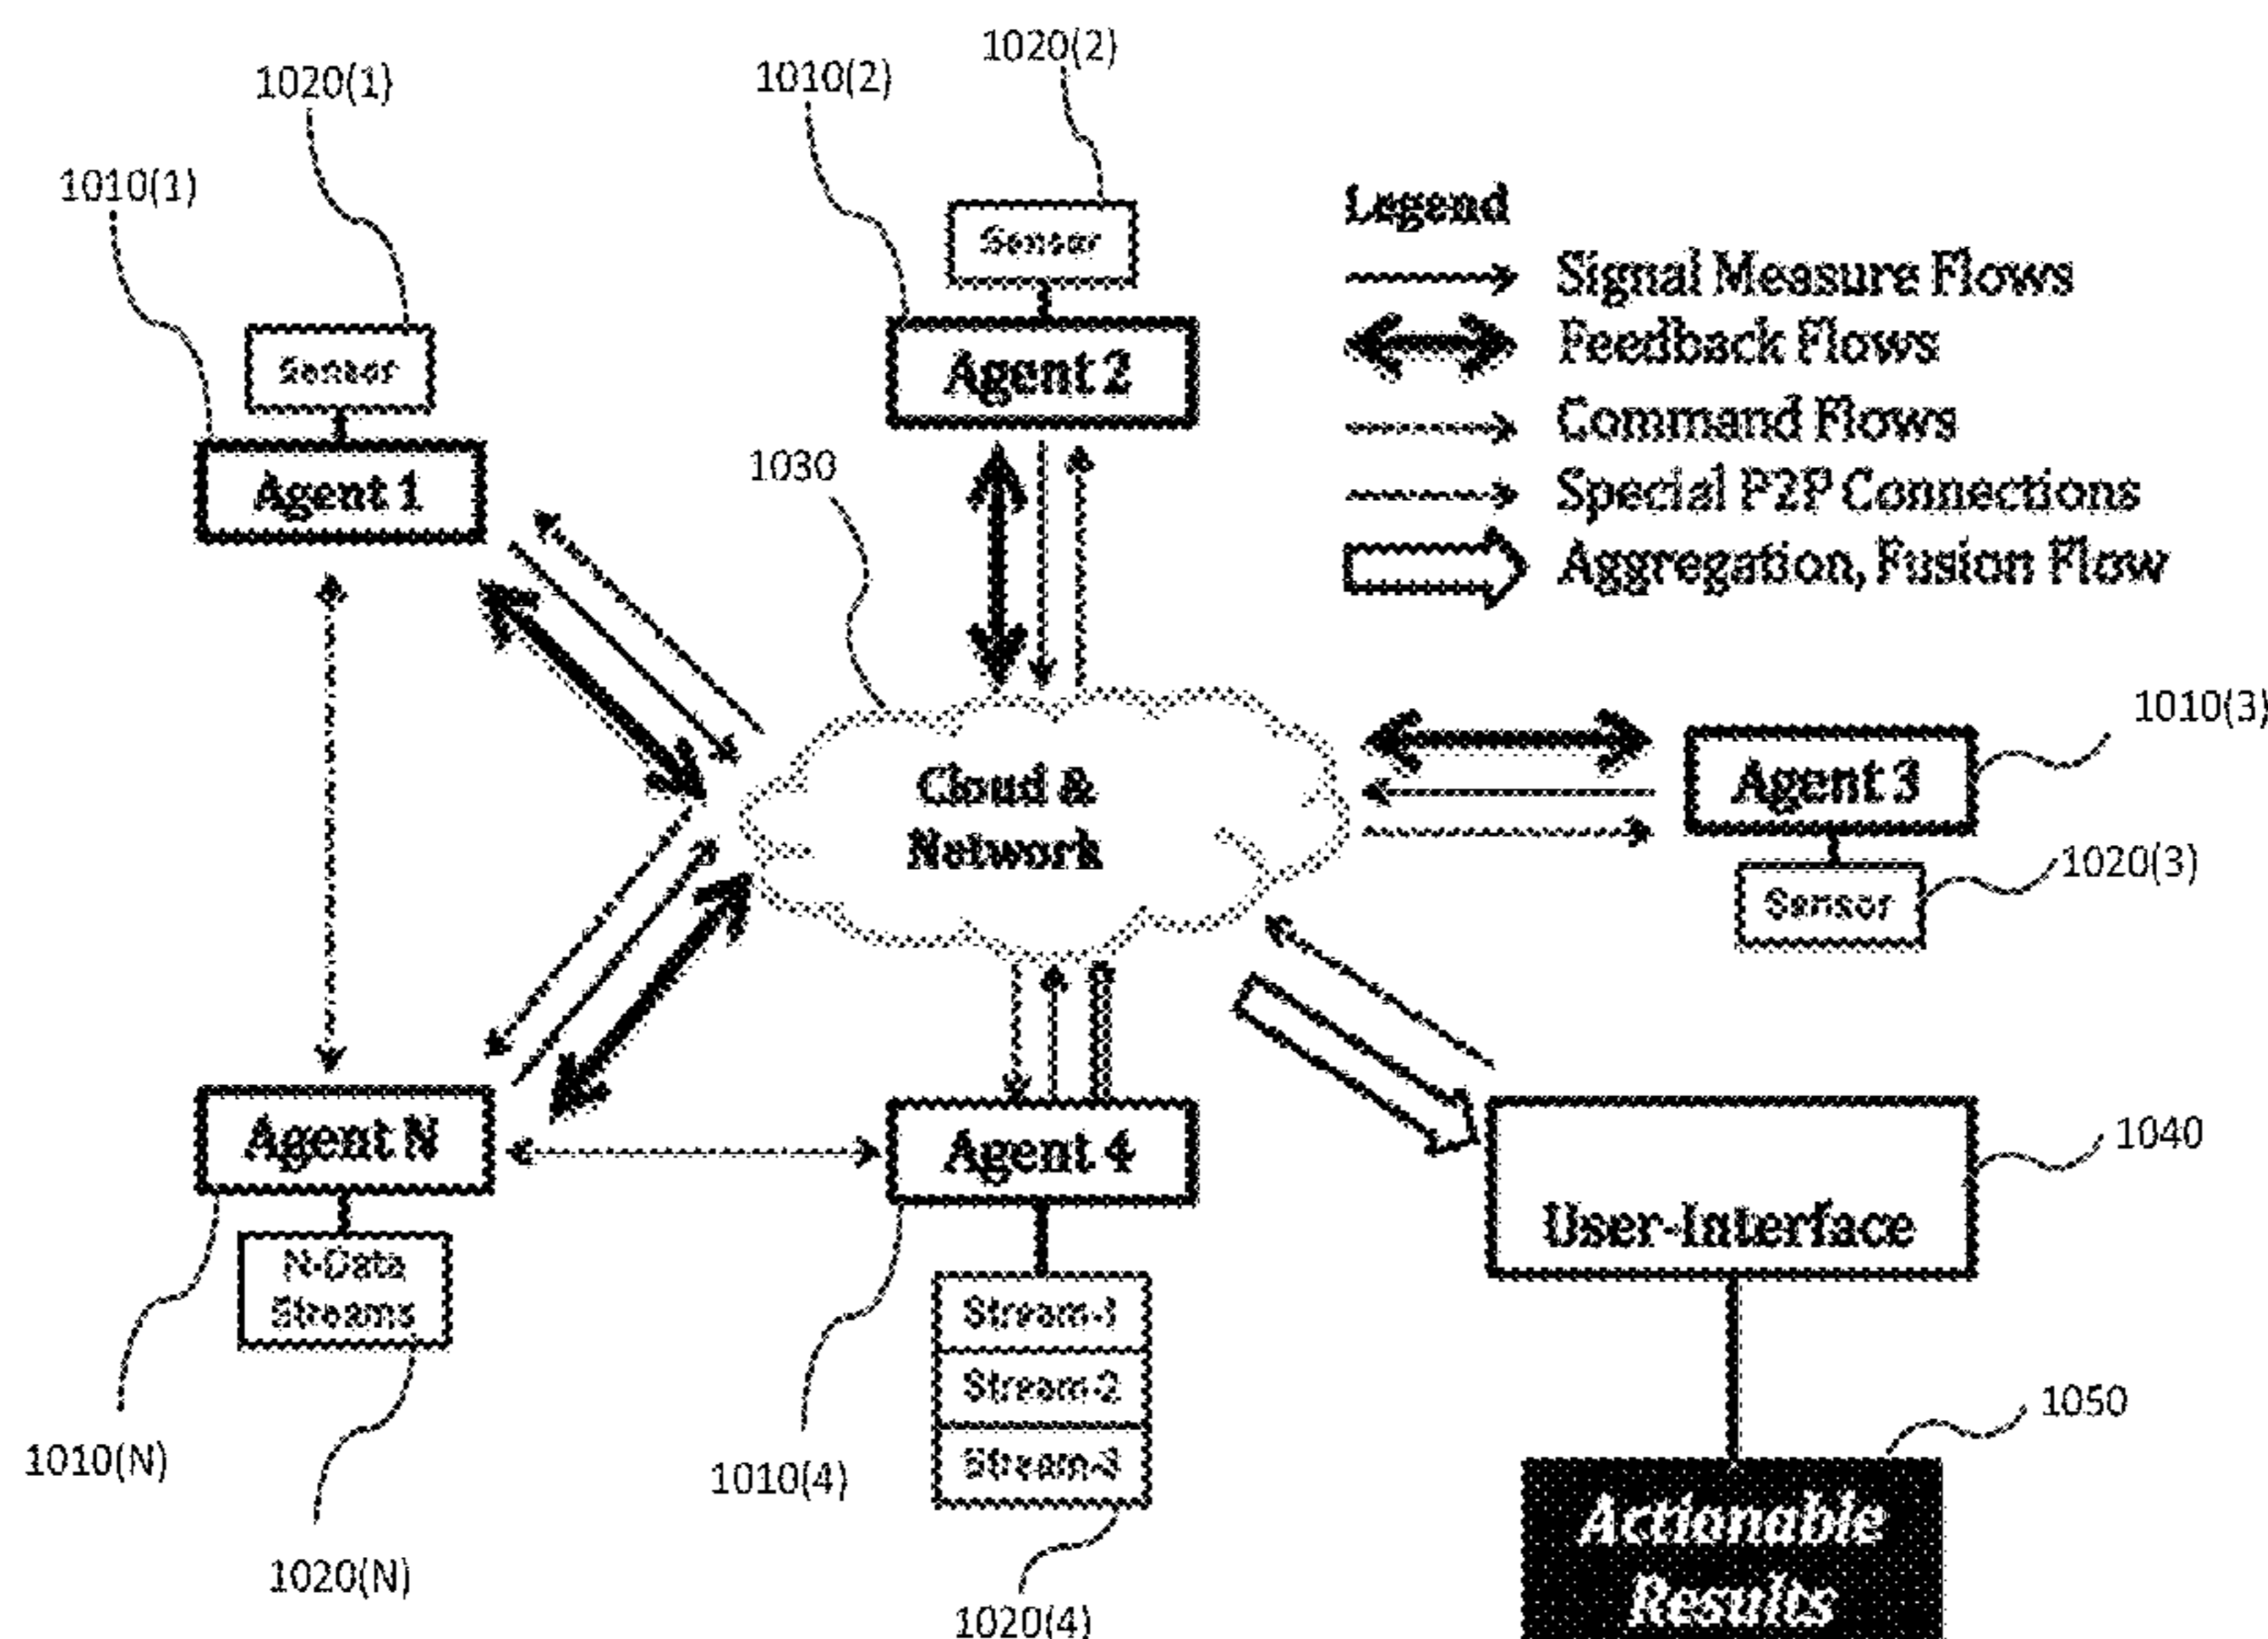 1020(1)
1010(2)
1020(2)
1010(1)
Sensor
Agent 1
Sensor
Agent 2
Legend
Signal Measure Flows
Feedback Flows
Command Flows
Special P2P Connections
Aggregation, Fusion Flow
1030
Cloud &
Network
1010(3)
Agent 3
1020(3)
Sensor
Agent N
N-Data
Streams
1010(N)
1020(N)
Agent 4
Stream-1
Stream-2
Stream-3
1010(4)
1020(4)
User-Interface
1040
1050
Actionable
Results